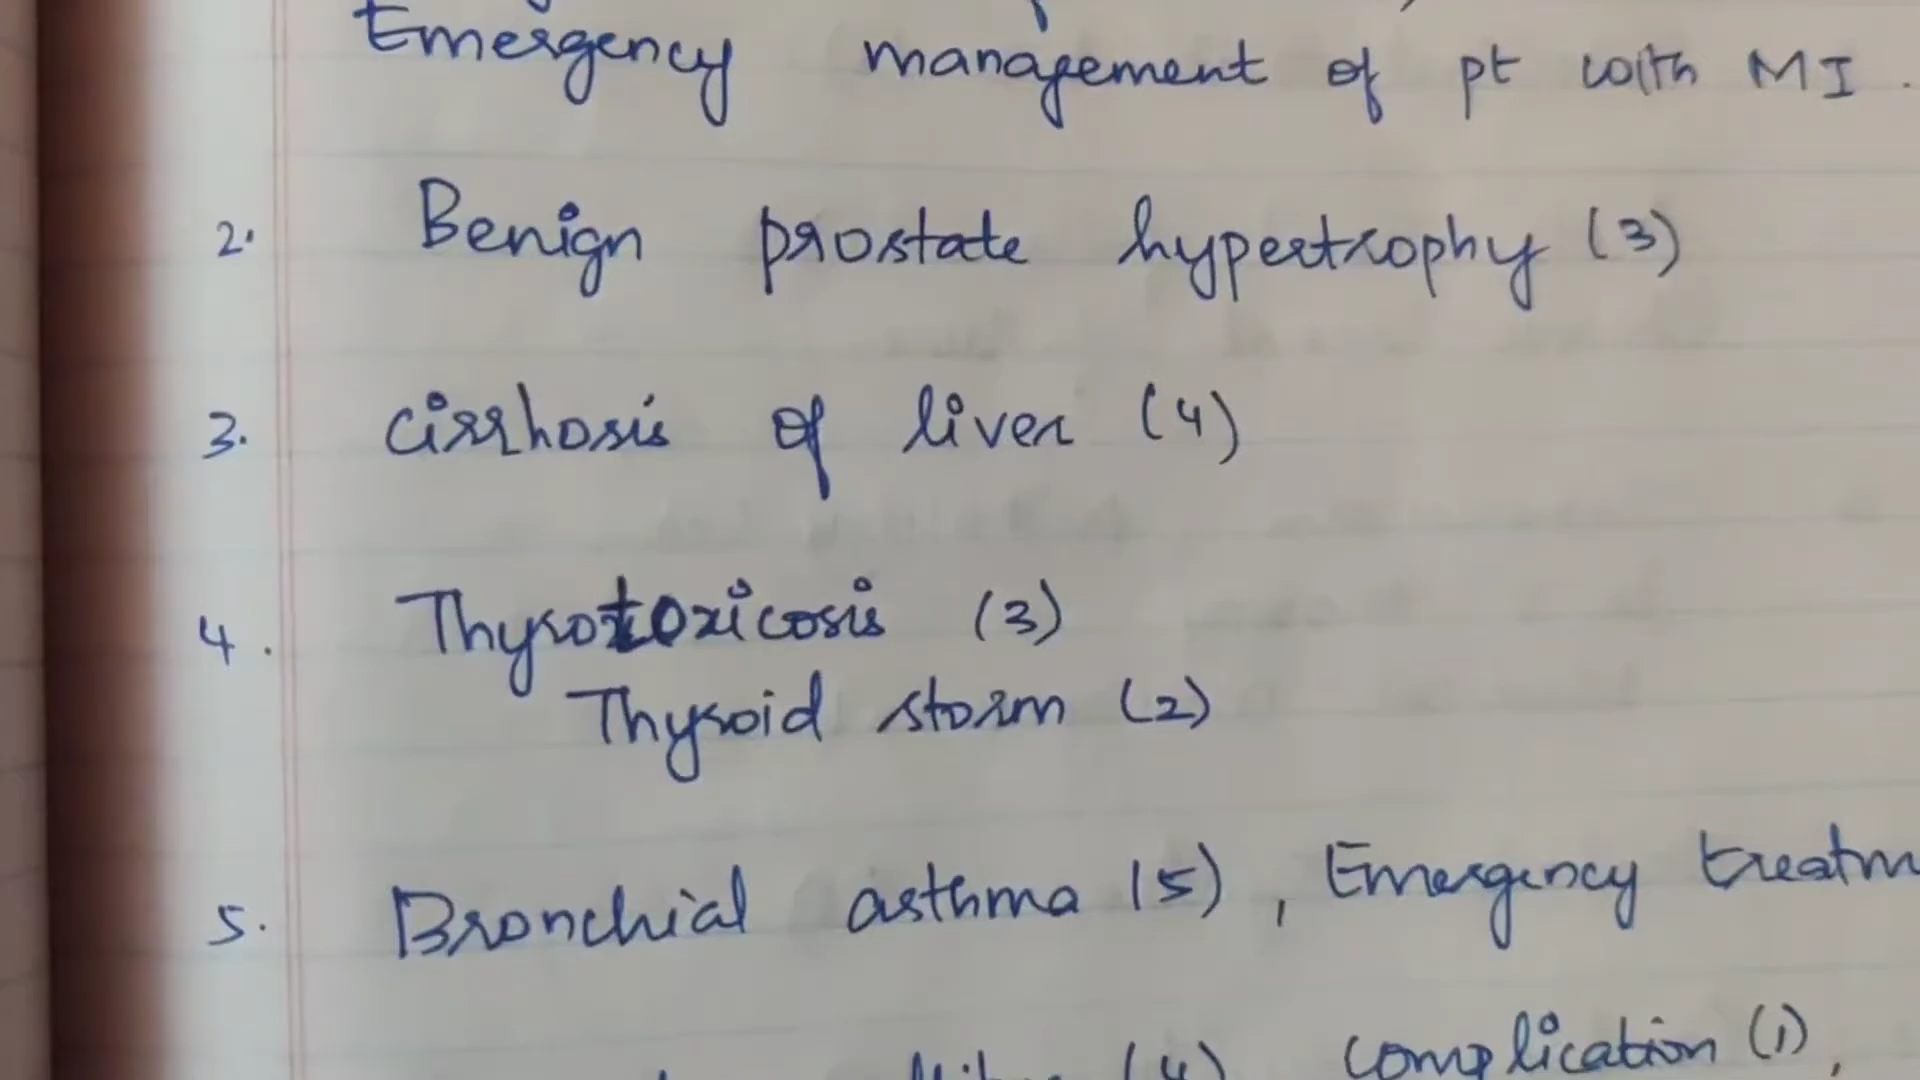 Emergency management of pt with MI.
2. Benign prostate hypertrophy (3)
3. Cirrhosis of liver (4)
4. Thyrotoxicosis (3)
Thyroid storm (2)
5. Bronchial asthma (5), Emergency treatm
(4) complication (1),